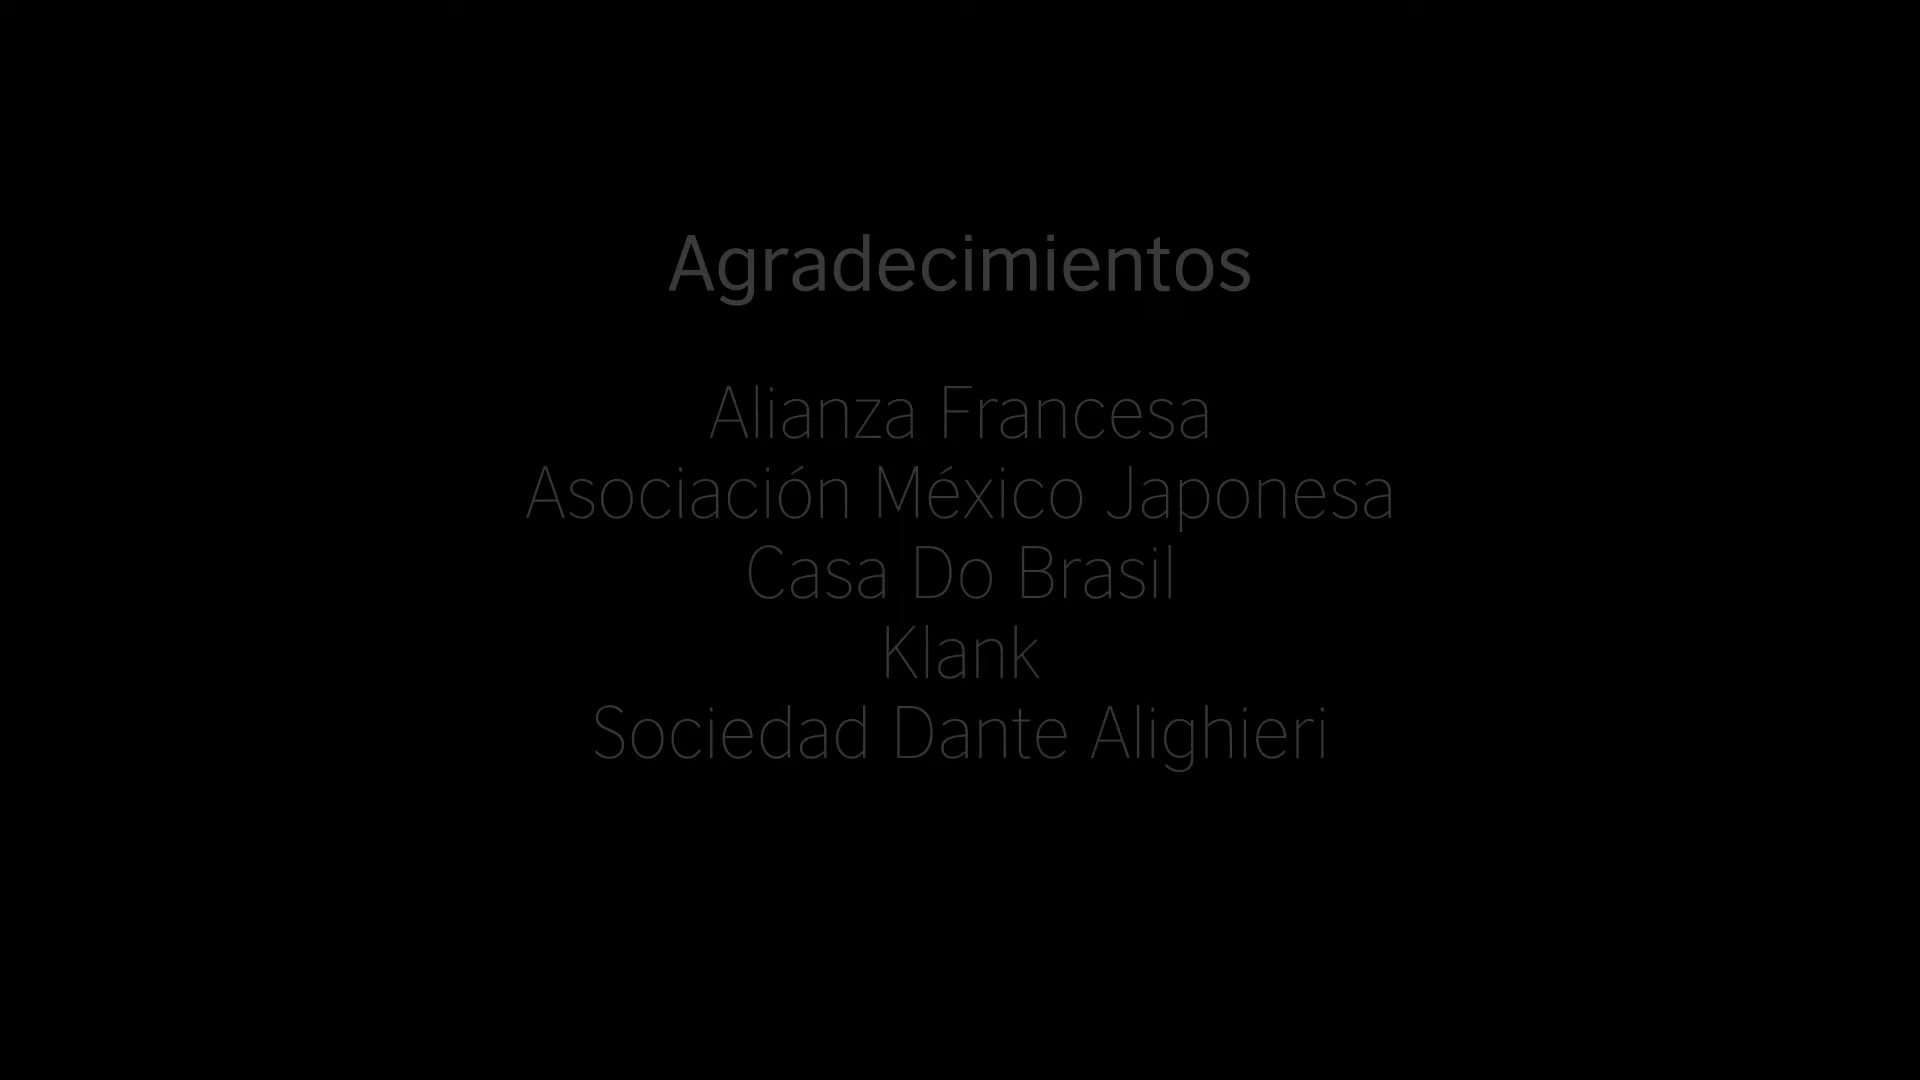 Agradecimientos
Alianza Francesa
Asociación México Japonesa
Casa Do Brasil
Klank
Sociedad Dante Alighieri